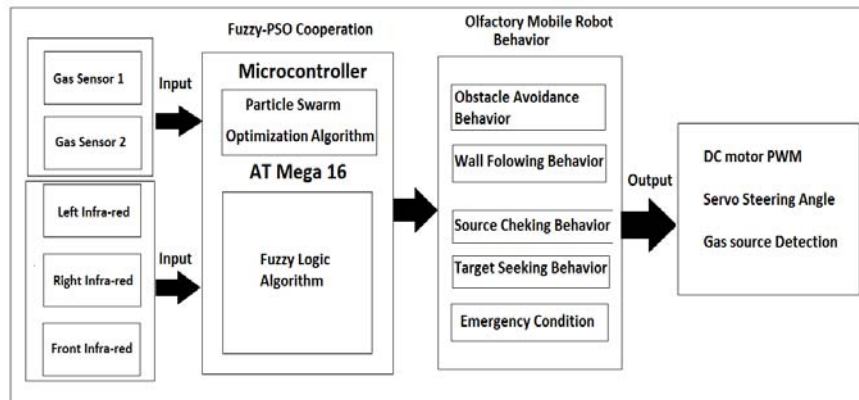 Fuzzy-PSO Cooperation
Olfactory Mobile Robot
Behavior
Gas Sensor 1
Gas Sensor 2
Input
Left Infra-red
Right Infra-red
Front Infra-red
Input
Microcontroller
Particle Swarm
Optimization Algorithm
AT Mega 16
Fuzzy Logic
Algorithm
Obstacle Avoidance
Behavior
Wall Folowing Behavior
Source Cheking Behavior
Target Seeking Behavior
Emergency Condition
Output
DC motor PWM
Servo Steering Angle
Gas source Detection